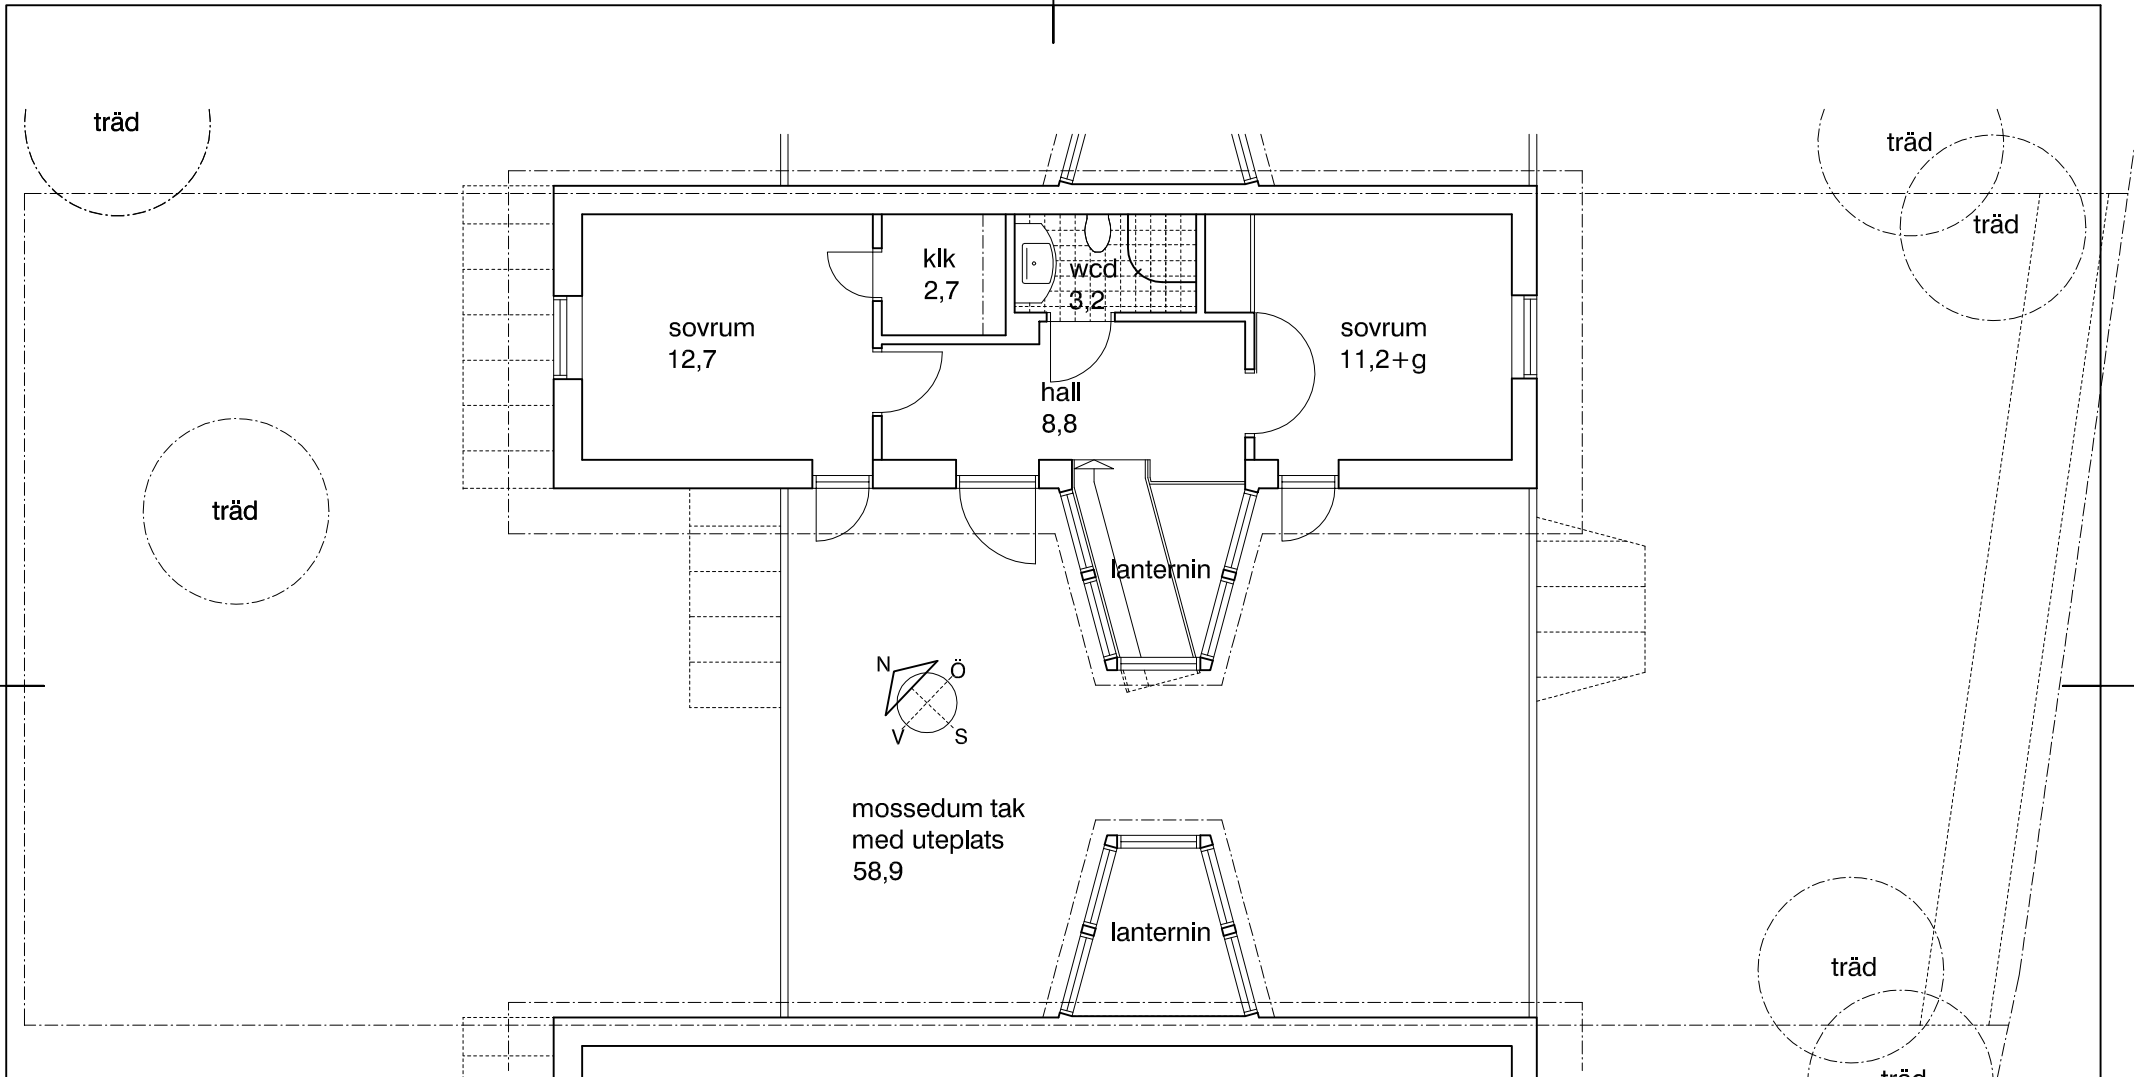 träd
träd
träd
klk
2,7
wcd
3,2
sovrum
12,7
sovrum
11,2+g
hall
8,8
träd
lanternin
N
Ö
V
S
mossedum tak
med uteplats
58,9
lanternin
träd
träd